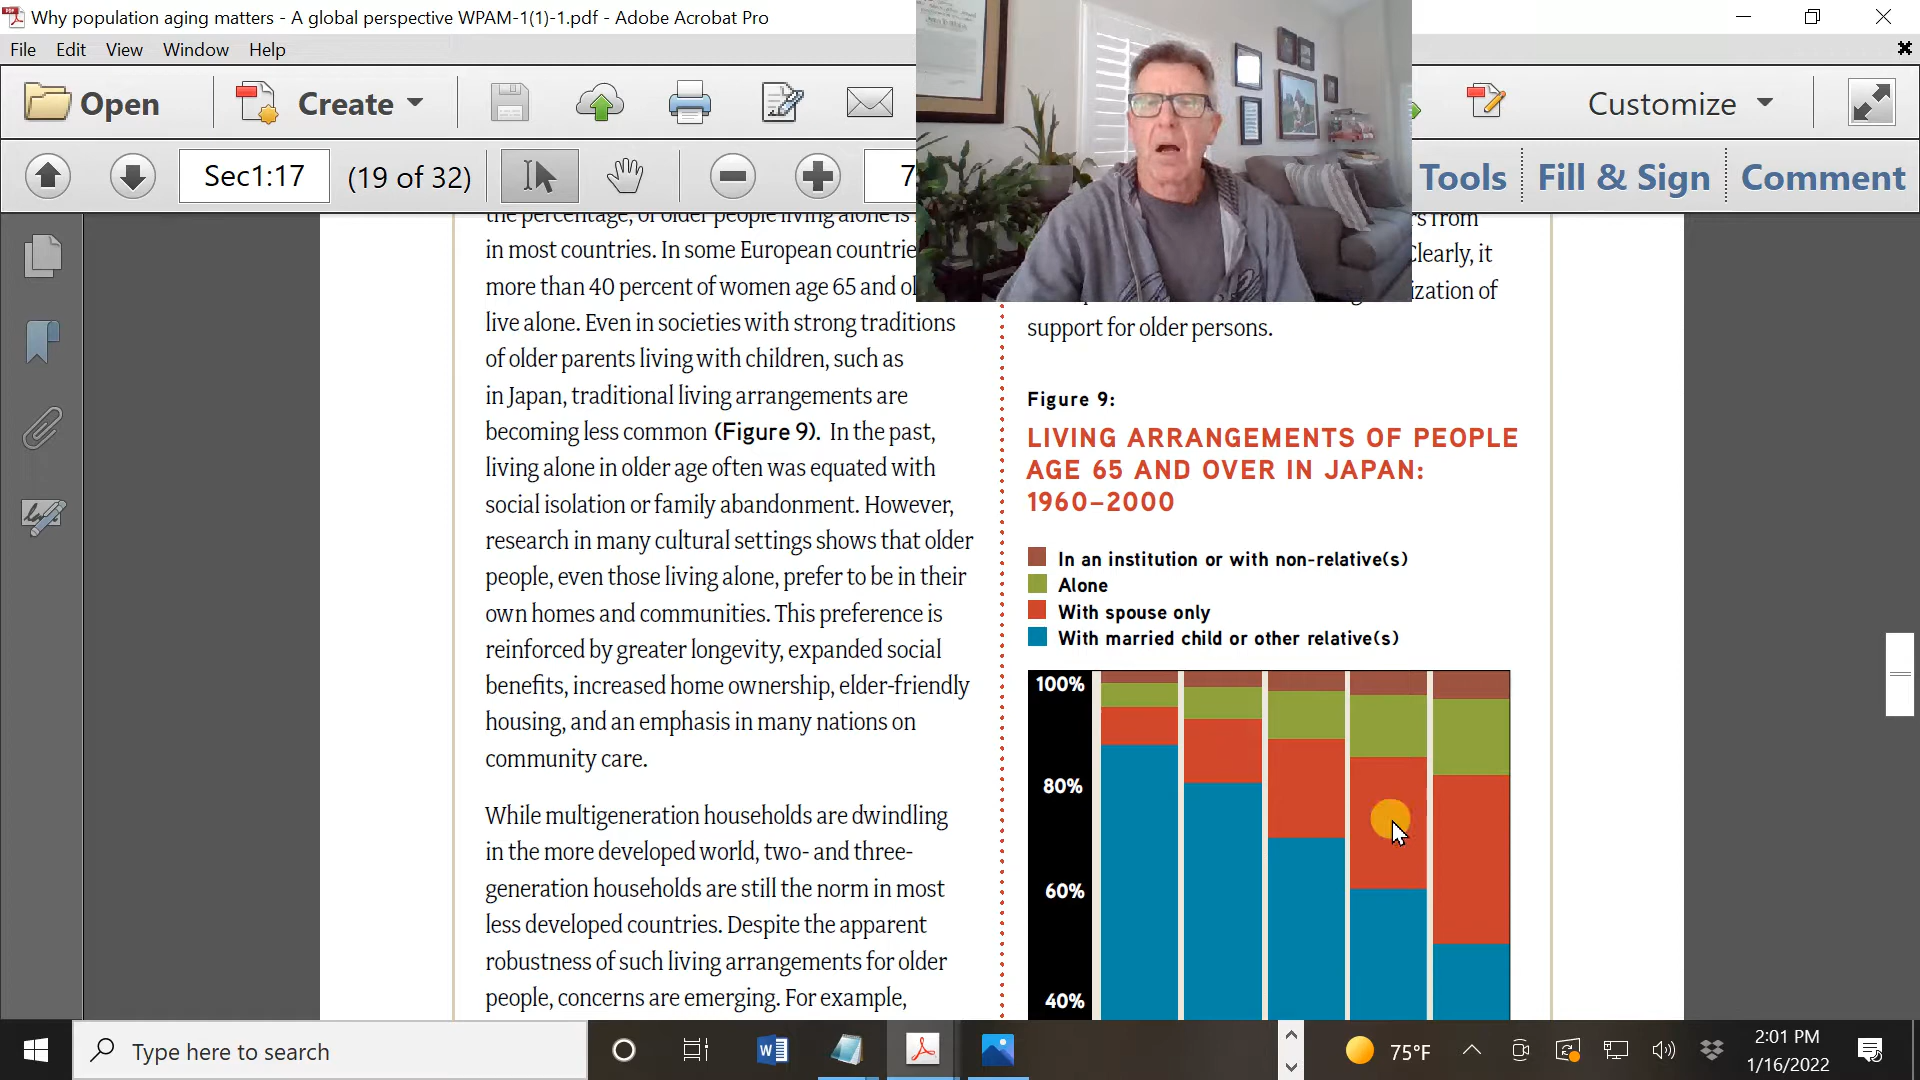 Why population aging matters - A global perspective WPAM-1(1)-1.pdf - Adobe Acrobat Pro
File Edit View Window Help
Open Create Customize
Sec1:17 (19 of 32) 7 Tools Fill & Sign Comment
the percentage, of older people living alone is
in most countries. In some European
more than 40 percent of women age 65 and
live alone. Even in societies with strong traditions
of older parents living with children, such as
in Japan, traditional living arrangements are
becoming less common (Figure 9). In the past,
living alone in older age often was equated with
social isolation or family abandonment. However,
research in many cultural settings shows that older
people, even those living alone, prefer to be in their
own homes and communities. This preference is
reinforced by greater longevity, expanded social
benefits, increased home ownership, elder-friendly
housing, and an emphasis in many nations on
community care.
While multigeneration households are dwindling
in the more developed world, two- and three-
generation households are still the norm in most
less developed countries. Despite the apparent
robustness of such living arrangements for older
people, concerns are emerging. For example,
from
Clearly, it
of
support for older persons.
Figure 9:
LIVING ARRANGEMENTS OF PEOPLE
AGE 65 AND OVER IN JAPAN:
1960–2000
In an institution or with non-relative(s)
Alone
With spouse only
With married child or other relative(s)
100%
80%
60%
40%
Type here to search
75°F
2:01 PM
1/16/2022